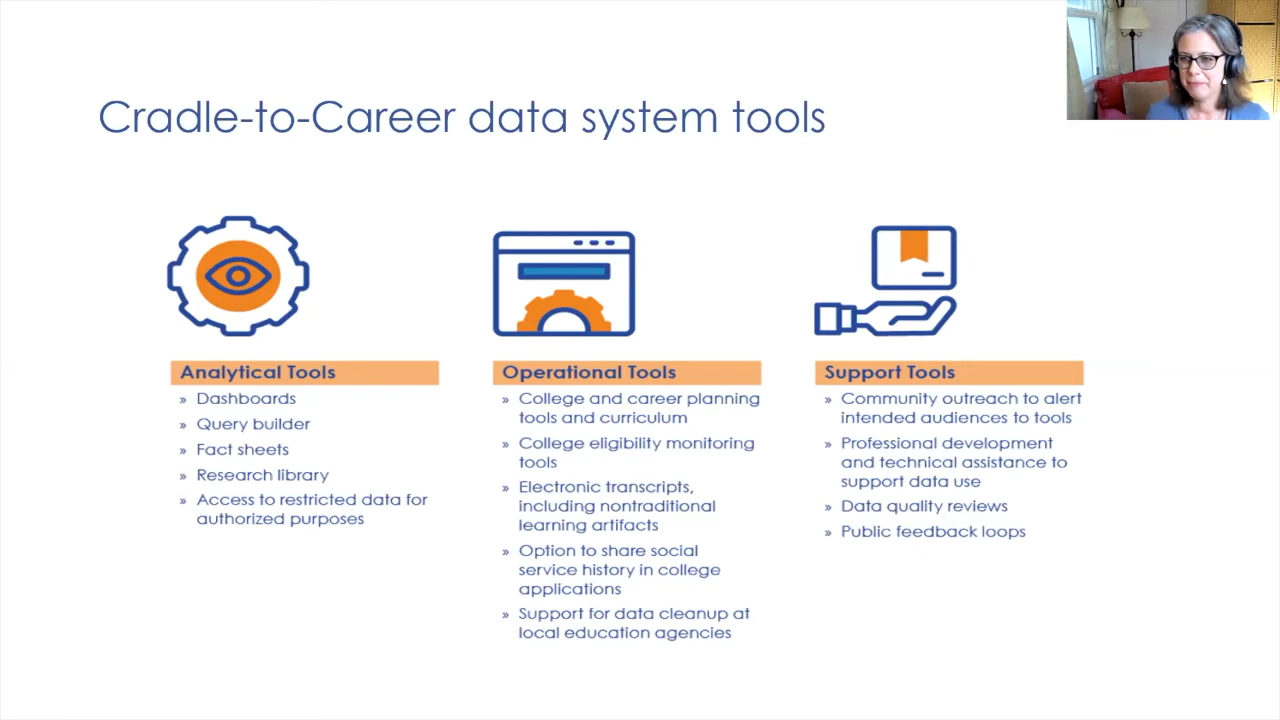 Cradle-to-Career data system tools
Analytical Tools
» Dashboards
» Query builder
» Fact sheets
» Research library
» Access to restricted data for
authorized purposes
Operational Tools
» College and career planning
tools and curriculum
» College eligibility monitoring
tools
» Electronic transcripts,
including nontraditional
learning artifacts
» Option to share social
service history in college
applications
» Support for data cleanup at
local education agencies
Support Tools
» Community outreach to alert
intended audiences to tools
» Professional development
and technical assistance to
support data use
» Data quality reviews
» Public feedback loops